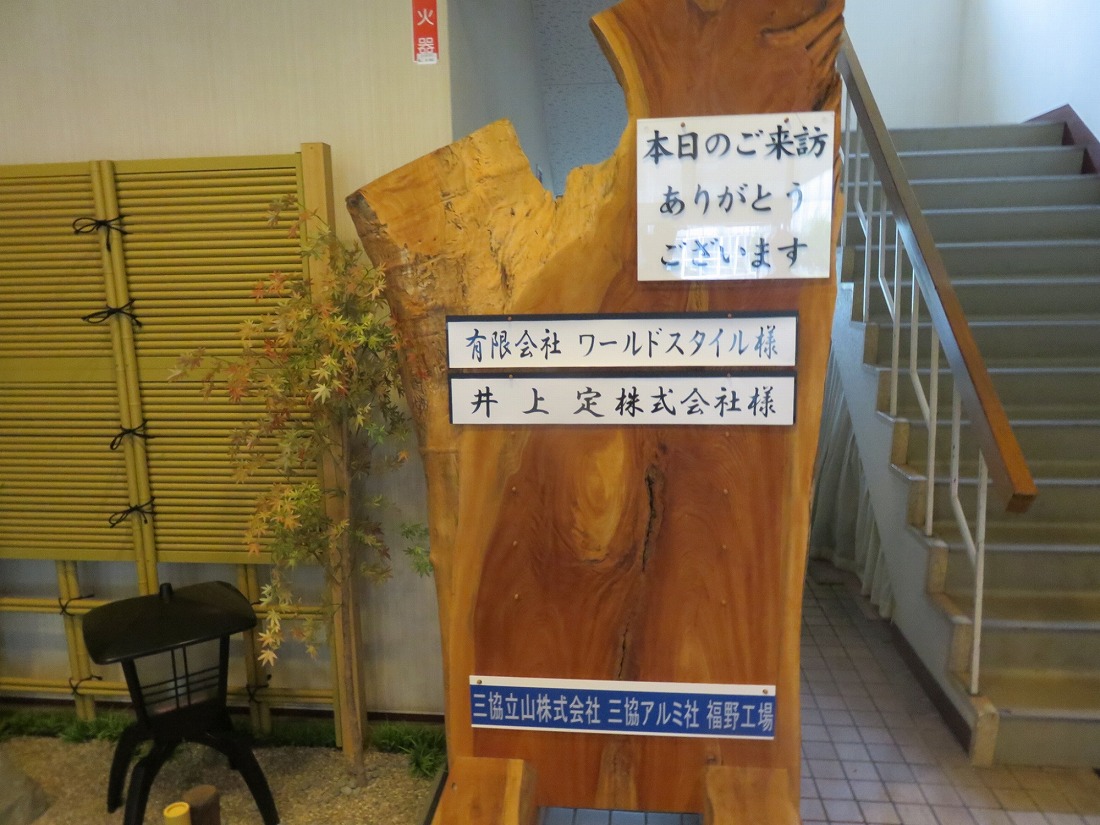 火器
本日のご来訪
ありがとう
ございます
有限会社 ワールドスタイル様
井上 定株式会社様
三協立山株式会社 三協アルミ社 福野工場